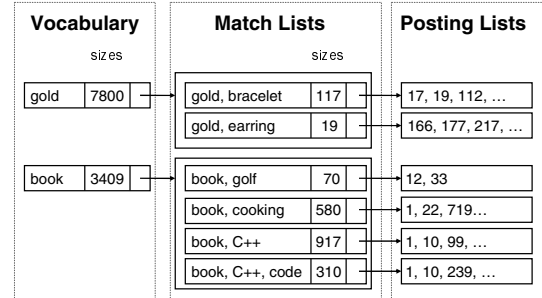 Vocabulary Match Lists Posting Lists
sizes sizes
gold 7800 gold, bracelet 117 17, 19, 112, …
gold, earring 19 166, 177, 217, …
book 3409 book, golf 70 12, 33
book, cooking 580 1, 22, 719…
book, C++ 917 1, 10, 99, …
book, C++, code 310 1, 10, 239, …